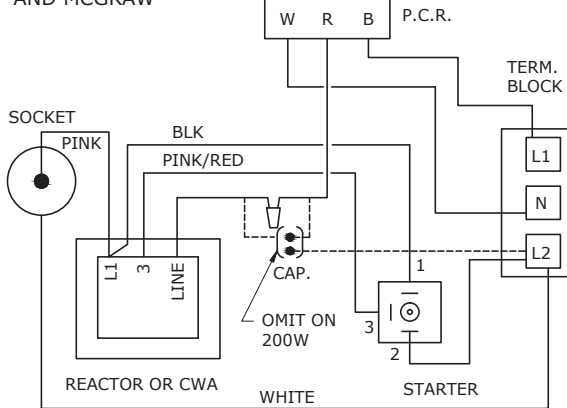 AND MCGRAW
W R B
P.C.R.
TERM.
BLOCK
SOCKET
PINK
BLK
PINK/RED
L1
N
L2
L1
3
LINE
CAP.
1
3
2
OMIT ON
200W
REACTOR OR CWA
WHITE
STARTER